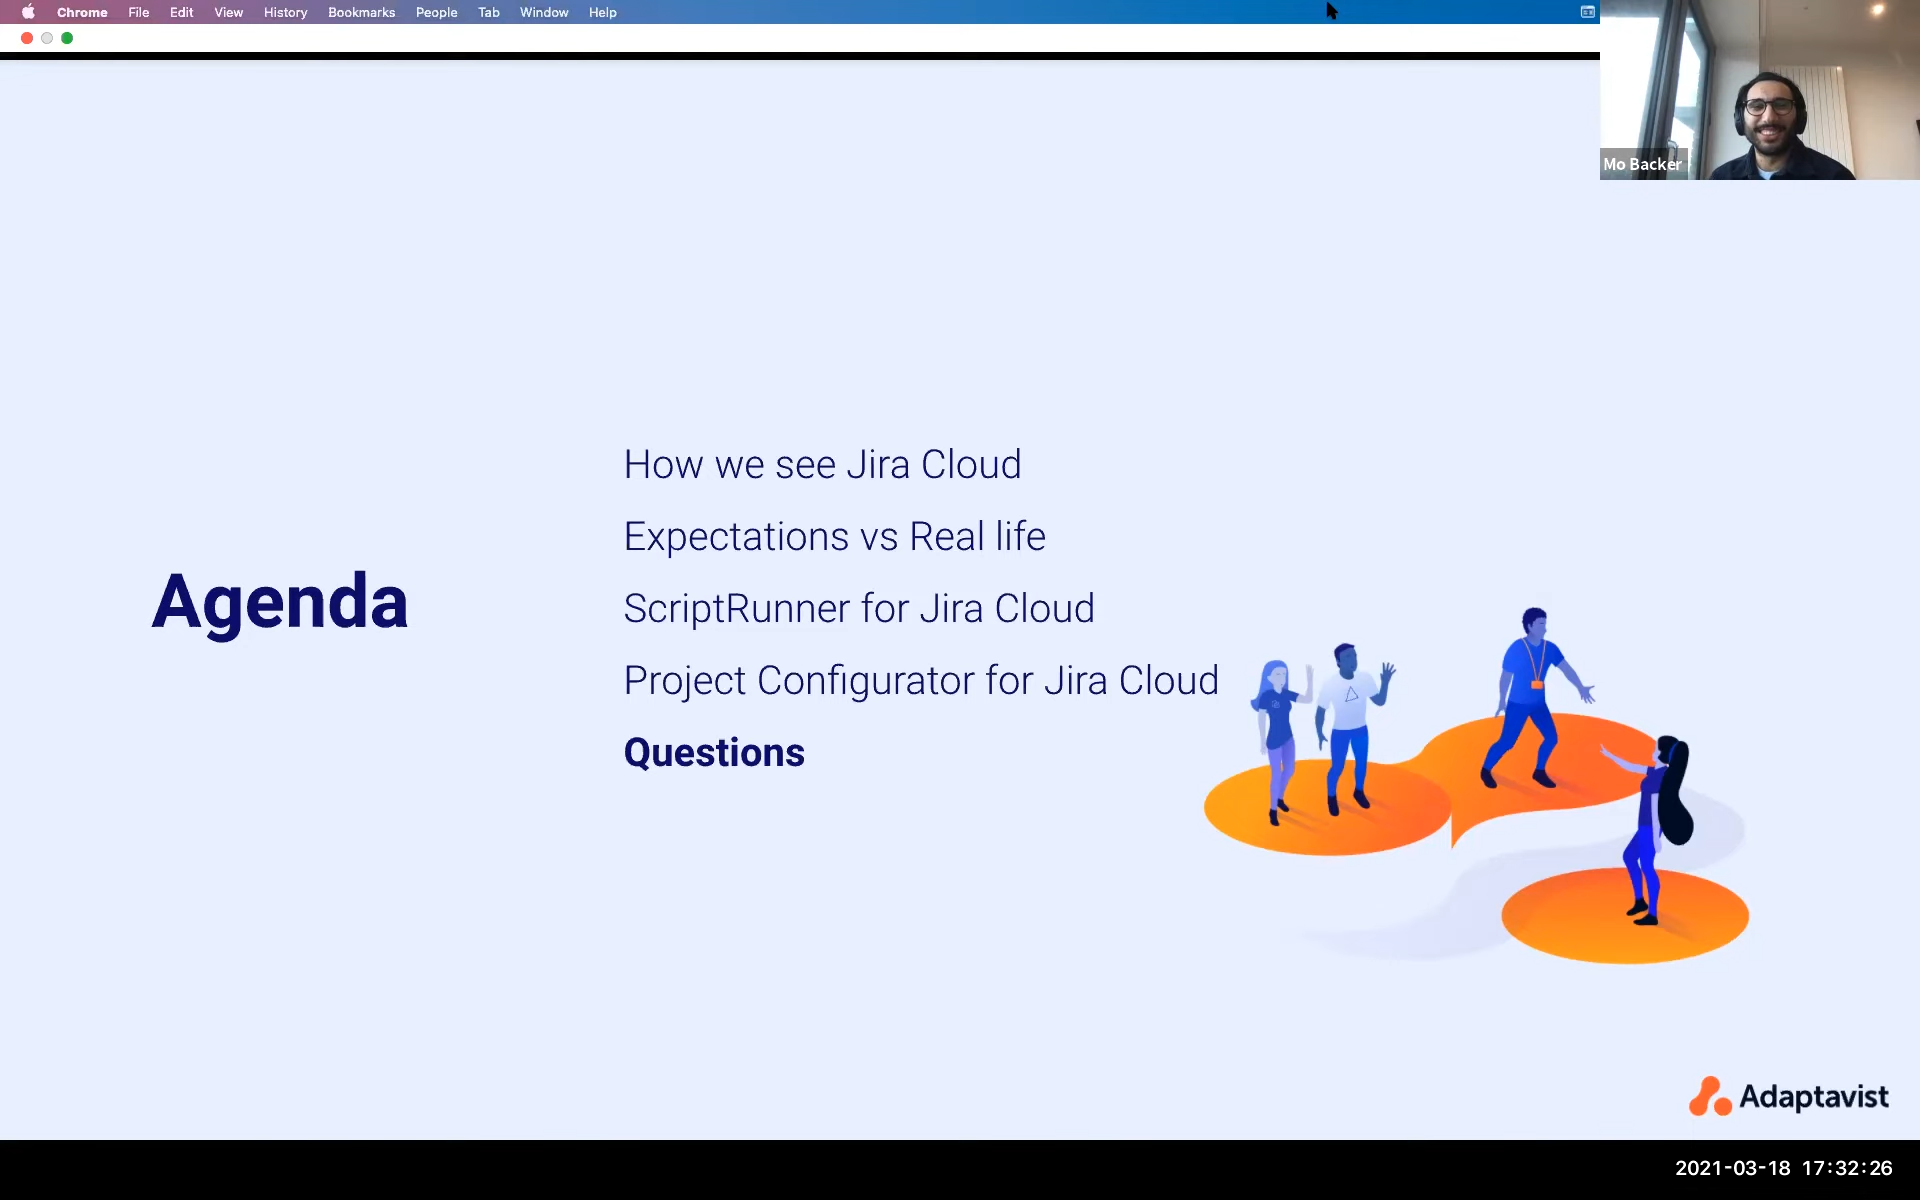 Chrome File Edit View History Bookmarks People Tab Window Help
Mo Backer
Agenda
How we see Jira Cloud
Expectations vs Real life
ScriptRunner for Jira Cloud
Project Configurator for Jira Cloud
Questions
Adaptavist
2021-03-18 17:32:26